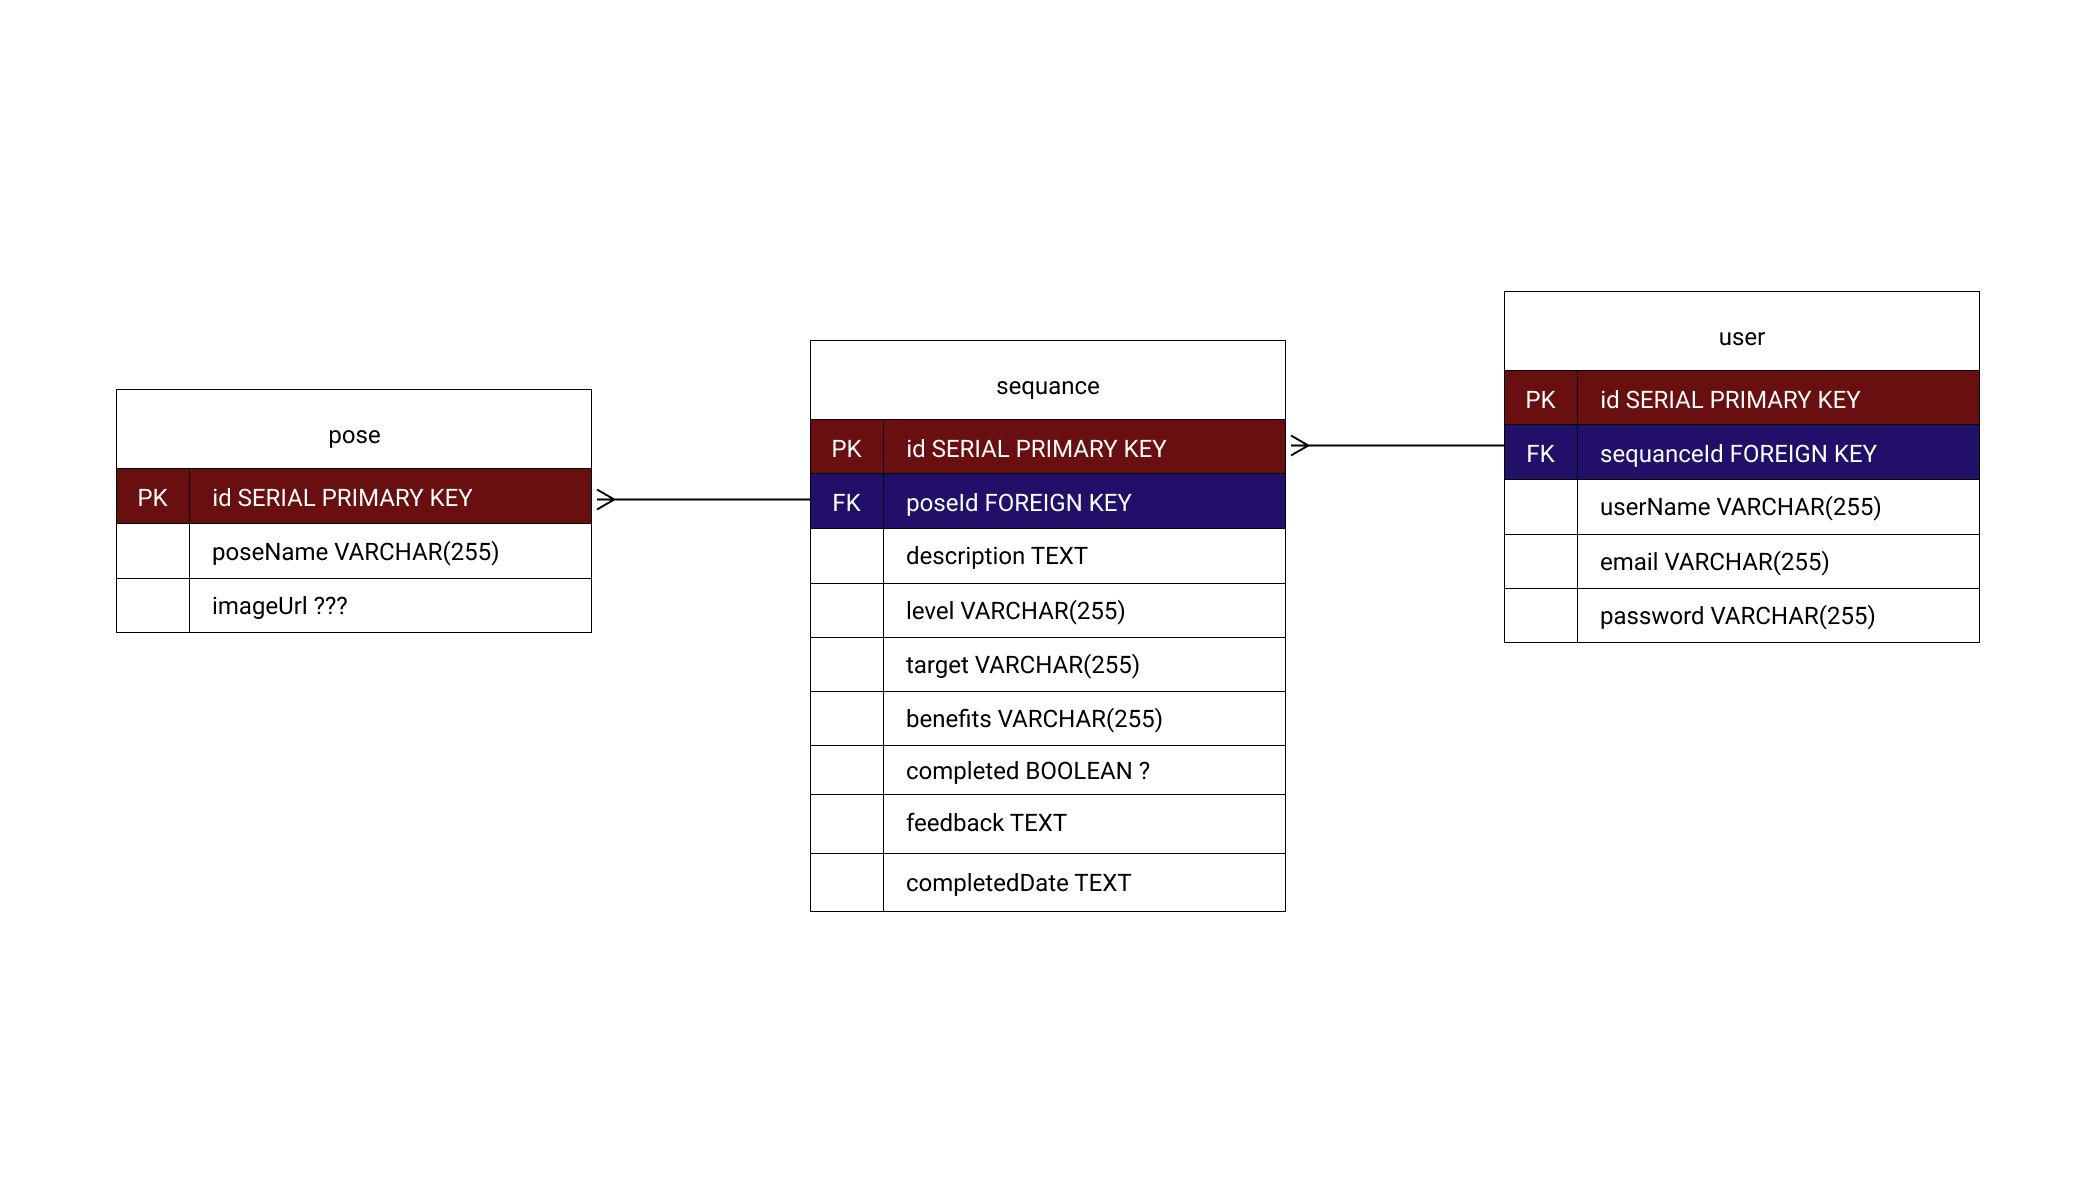 pose
PK id SERIAL PRIMARY KEY
poseName VARCHAR(255)
imageUrl ???
sequance
PK id SERIAL PRIMARY KEY
FK poseId FOREIGN KEY
description TEXT
level VARCHAR(255)
target VARCHAR(255)
benefits VARCHAR(255)
completed BOOLEAN ?
feedback TEXT
completedDate TEXT
user
PK id SERIAL PRIMARY KEY
FK sequanceId FOREIGN KEY
userName VARCHAR(255)
email VARCHAR(255)
password VARCHAR(255)